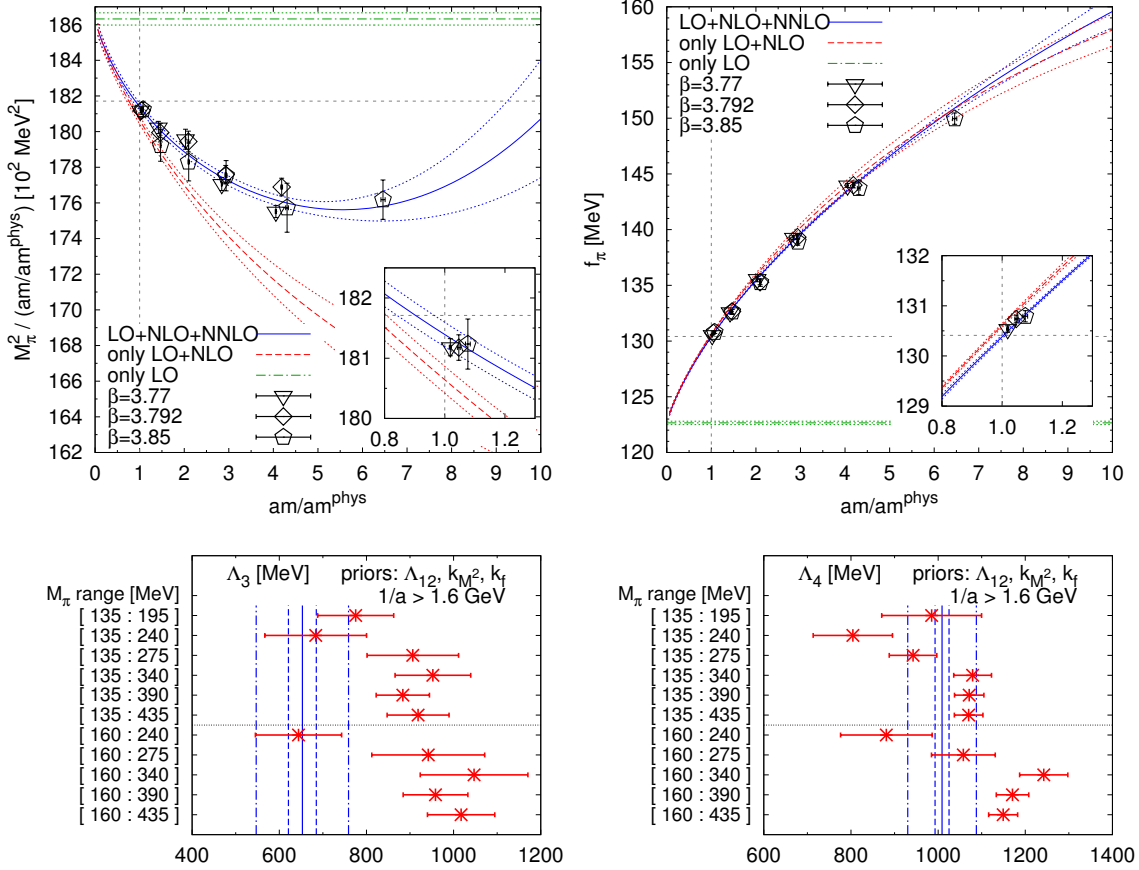 M_π^2 / (am/am^phys) [10^2 MeV^2]
186
184
182
180
178
176
174
172
170
168
166
164
162
0 1 2 3 4 5 6 7 8 9 10
am/am^phys
LO+NLO+NNLO
only LO+NLO
only LO
β=3.77
β=3.792
β=3.85
182
181
180
0.8 1.0 1.2
f_π [MeV]
160
155
150
145
140
135
130
125
120
0 1 2 3 4 5 6 7 8 9 10
am/am^phys
LO+NLO+NNLO
only LO+NLO
only LO
β=3.77
β=3.792
β=3.85
132
131
130
129
0.8 1.0 1.2
Λ_3 [MeV] priors: Λ_12, k_M^2, k_f
M_π range [MeV] 1/a > 1.6 GeV
[ 135 : 195 ]
[ 135 : 240 ]
[ 135 : 275 ]
[ 135 : 340 ]
[ 135 : 390 ]
[ 135 : 435 ]
[ 160 : 240 ]
[ 160 : 275 ]
[ 160 : 340 ]
[ 160 : 390 ]
[ 160 : 435 ]
400 600 800 1000 1200
Λ_4 [MeV] priors: Λ_12, k_M^2, k_f
M_π range [MeV] 1/a > 1.6 GeV
[ 135 : 195 ]
[ 135 : 240 ]
[ 135 : 275 ]
[ 135 : 340 ]
[ 135 : 390 ]
[ 135 : 435 ]
[ 160 : 240 ]
[ 160 : 275 ]
[ 160 : 340 ]
[ 160 : 390 ]
[ 160 : 435 ]
600 800 1000 1200 1400